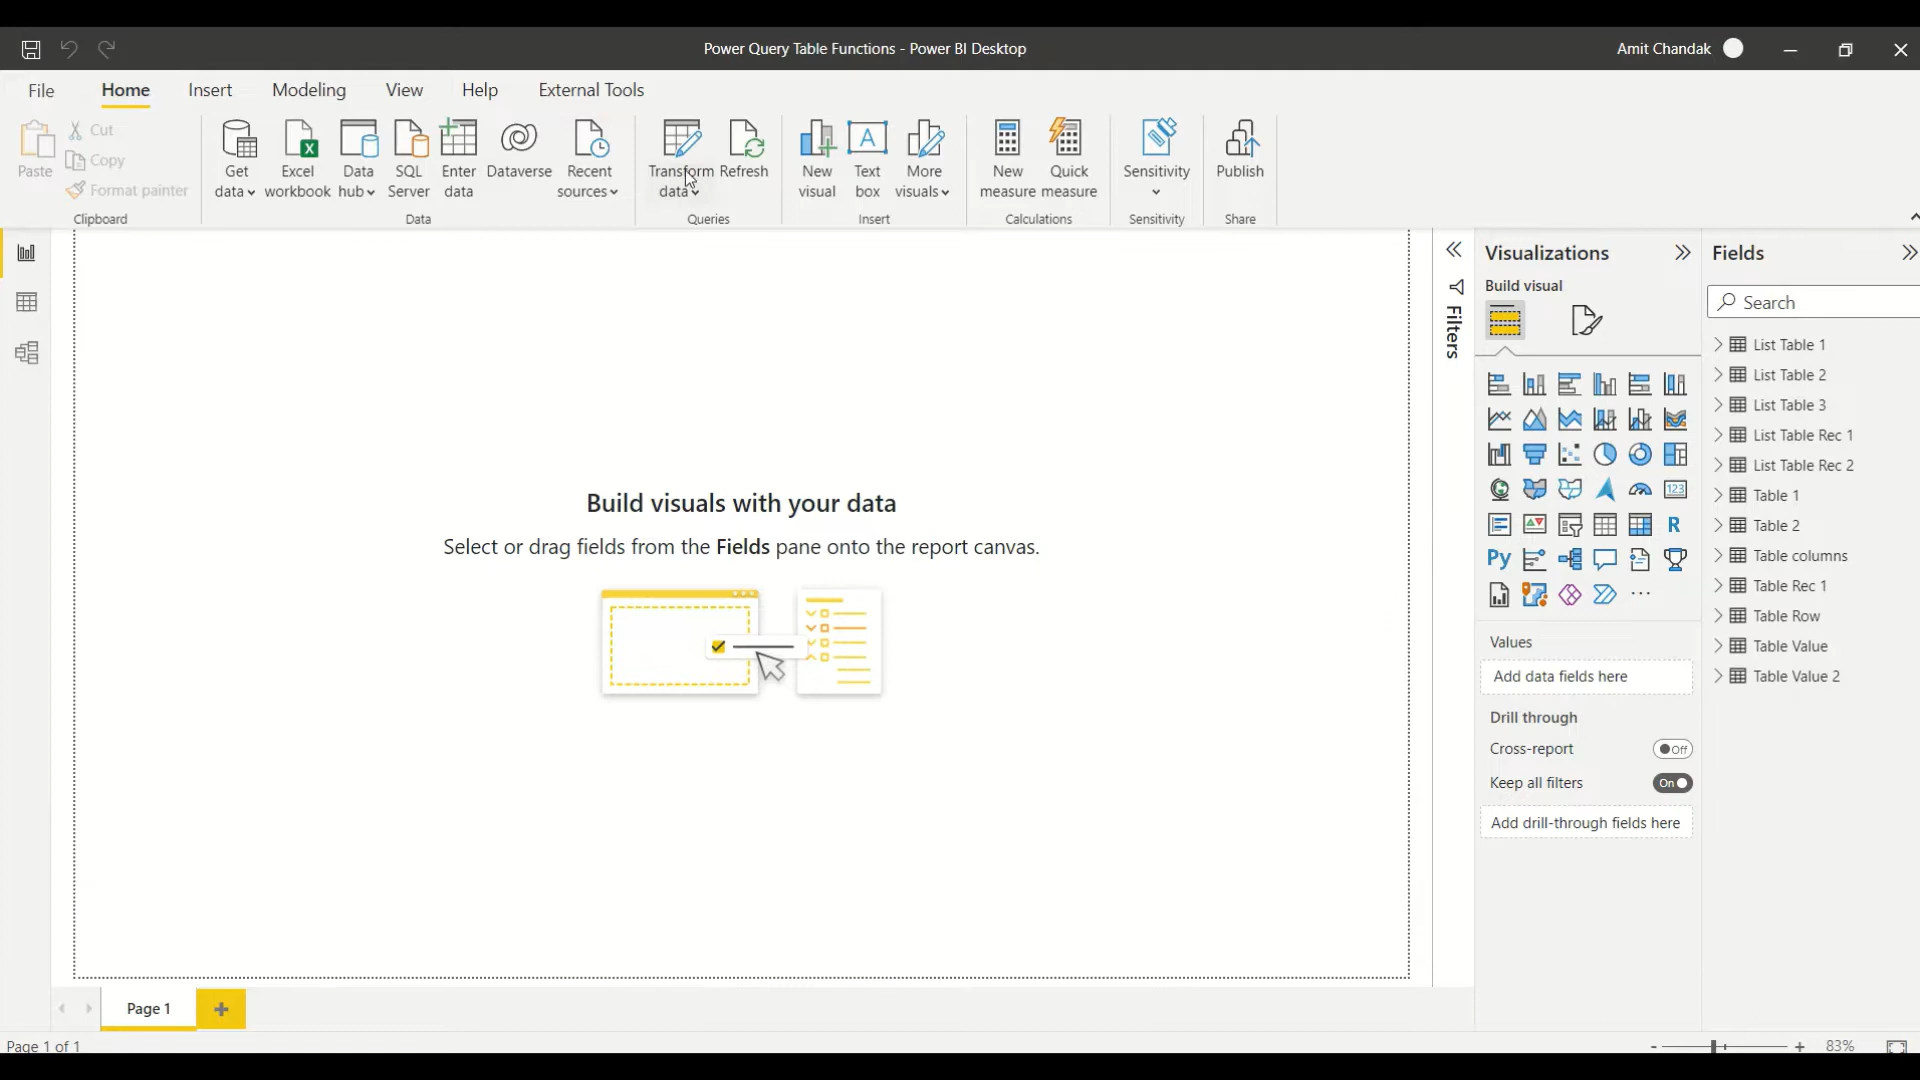 Power Query Table Functions - Power BI Desktop
Amit Chandak
File
Home
Insert
Modeling
View
Help
External Tools
Paste
Cut
Copy
Format painter
Clipboard
Get
data
Excel
workbook
Data
hub
SQL
Server
Enter
data
Dataverse
Recent
sources
Data
Transform
data
Refresh
Queries
New
visual
Text
box
More
visuals
Insert
New
measure
Quick
measure
Calculations
Sensitivity
Sensitivity
Publish
Share
Build visuals with your data
Select or drag fields from the Fields pane onto the report canvas.
Filters
Visualizations
Build visual
123
R
Py
Values
Add data fields here
Drill through
Cross-report
Off
Keep all filters
On
Add drill-through fields here
Fields
Search
List Table 1
List Table 2
List Table 3
List Table Rec 1
List Table Rec 2
Table 1
Table 2
Table columns
Table Rec 1
Table Row
Table Value
Table Value 2
Page 1
Page 1 of 1
83%